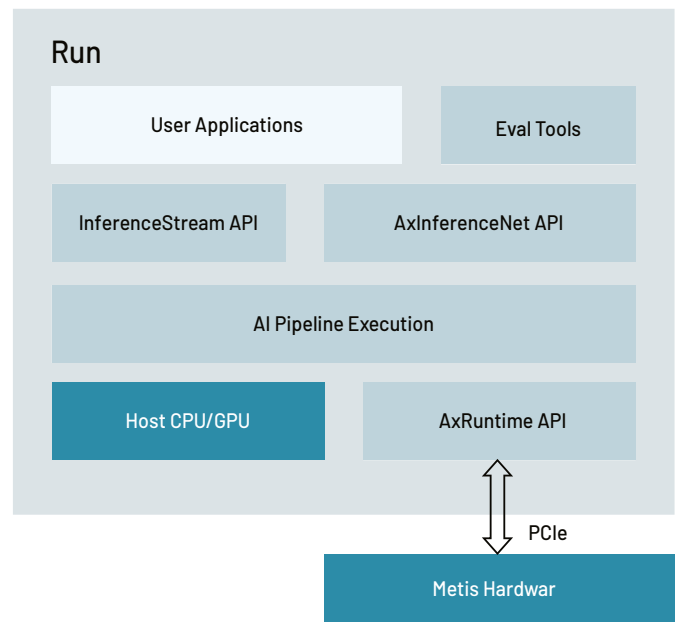 Run
User Applications
Eval Tools
InferenceStream API
AxInferenceNet API
AI Pipeline Execution
Host CPU/GPU
AxRuntime API
PCIe
Metis Hardwar